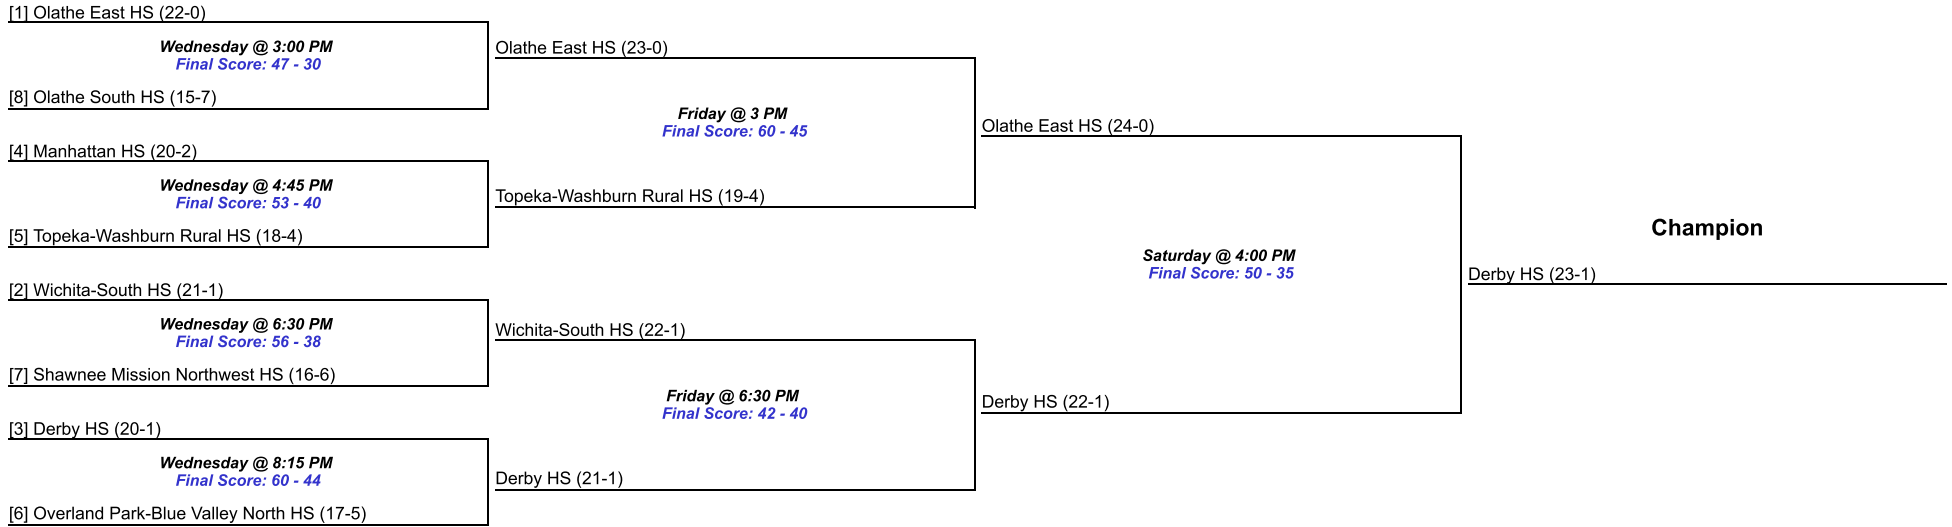 [1] Olathe East HS (22-0)
Wednesday @ 3:00 PM
Final Score: 47 - 30
[8] Olathe South HS (15-7)
[4] Manhattan HS (20-2)
Wednesday @ 4:45 PM
Final Score: 53 - 40
[5] Topeka-Washburn Rural HS (18-4)
[2] Wichita-South HS (21-1)
Wednesday @ 6:30 PM
Final Score: 56 - 38
[7] Shawnee Mission Northwest HS (16-6)
[3] Derby HS (20-1)
Wednesday @ 8:15 PM
Final Score: 60 - 44
[6] Overland Park-Blue Valley North HS (17-5)
Olathe East HS (23-0)
Friday @ 3 PM
Final Score: 60 - 45
Topeka-Washburn Rural HS (19-4)
Wichita-South HS (22-1)
Friday @ 6:30 PM
Final Score: 42 - 40
Derby HS (21-1)
Olathe East HS (24-0)
Saturday @ 4:00 PM
Final Score: 50 - 35
Derby HS (22-1)
Champion
Derby HS (23-1)